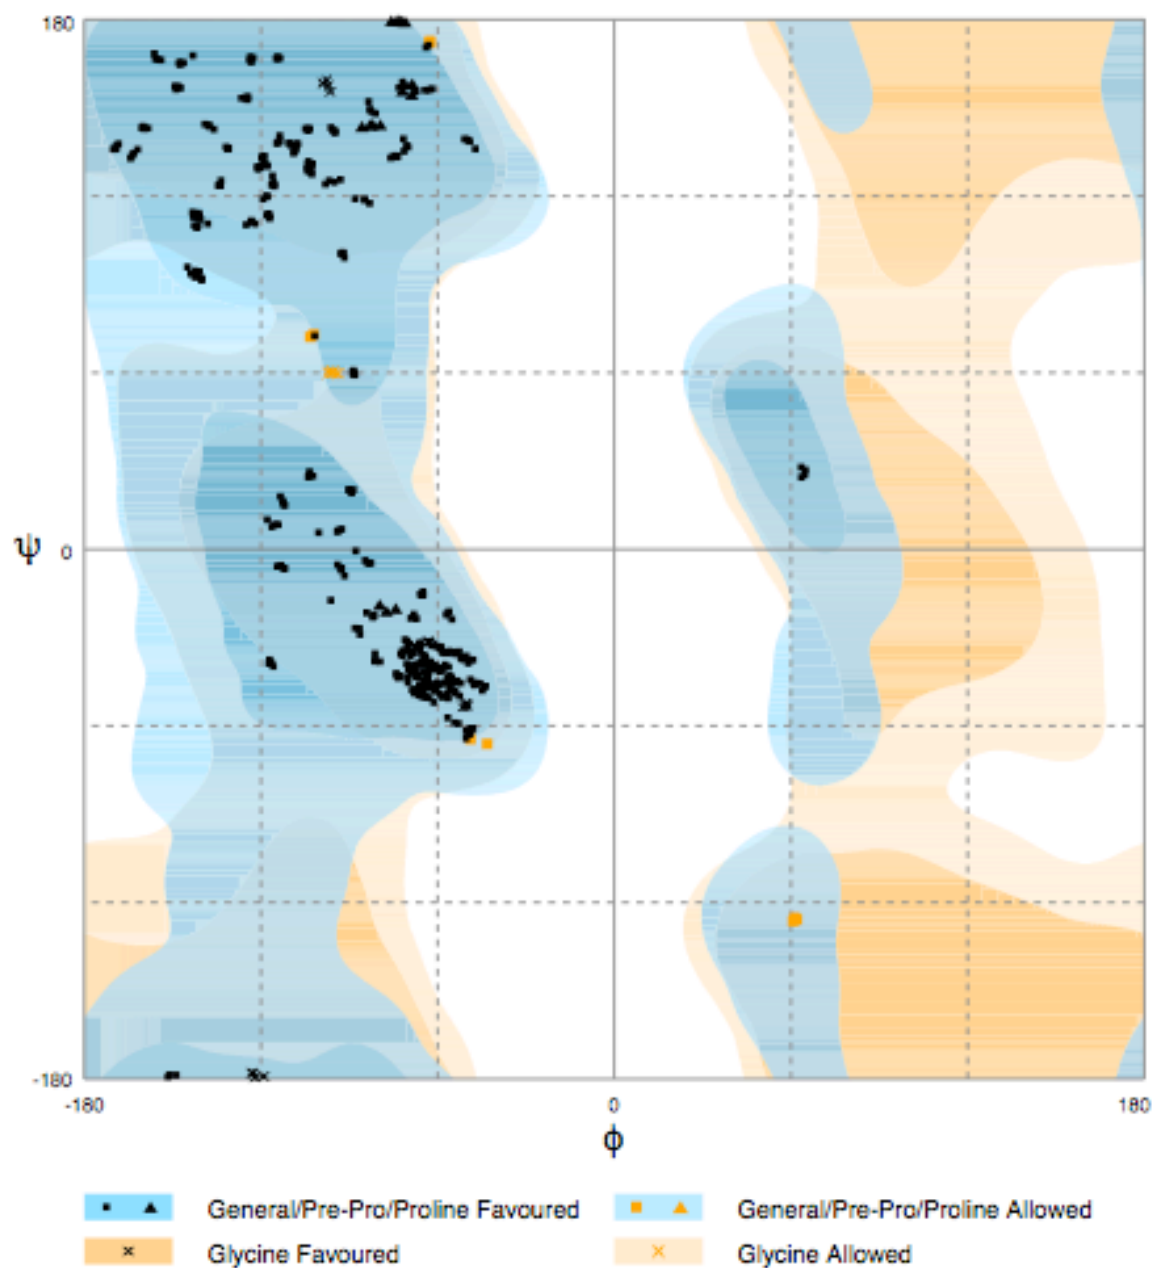 180
ψ 0
-180
-180 0 180
ϕ
General/Pre-Pro/Proline Favoured General/Pre-Pro/Proline Allowed
Glycine Favoured Glycine Allowed